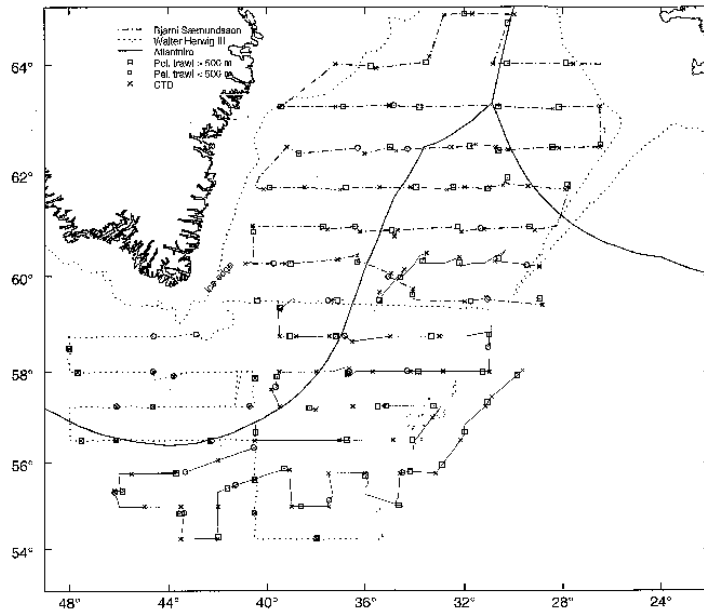 Bjarni Sæmundsson
Walter Herwig III
Atlantniro
Pel. trawl > 500 m
Pel. trawl < 500 m
CTD
64°
62°
60°
58°
56°
54°
Ice edge
48° 44° 40° 36° 32° 28° 24°